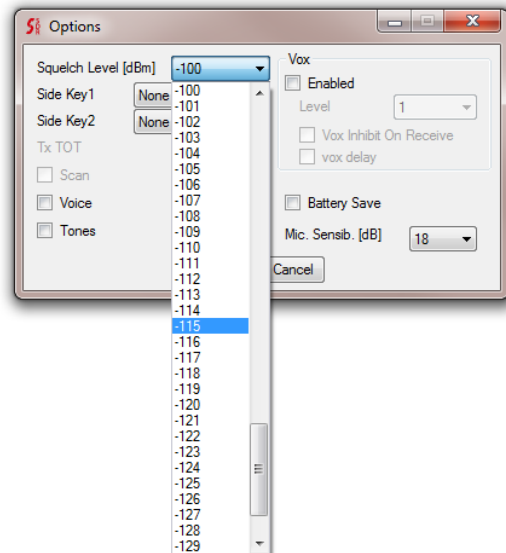 Options
Squelch Level [dBm] -100
Side Key1 None
Side Key2 None
Tx TOT
Scan
Voice
Tones
-100
-101
-102
-103
-104
-105
-106
-107
-108
-109
-110
-111
-112
-113
-114
-115
-116
-117
-118
-119
-120
-121
-122
-123
-124
-125
-126
-127
-128
-129
Vox
Enabled
Level 1
Vox Inhibit On Receive
vox delay
Battery Save
Mic. Sensib. [dB] 18
Cancel